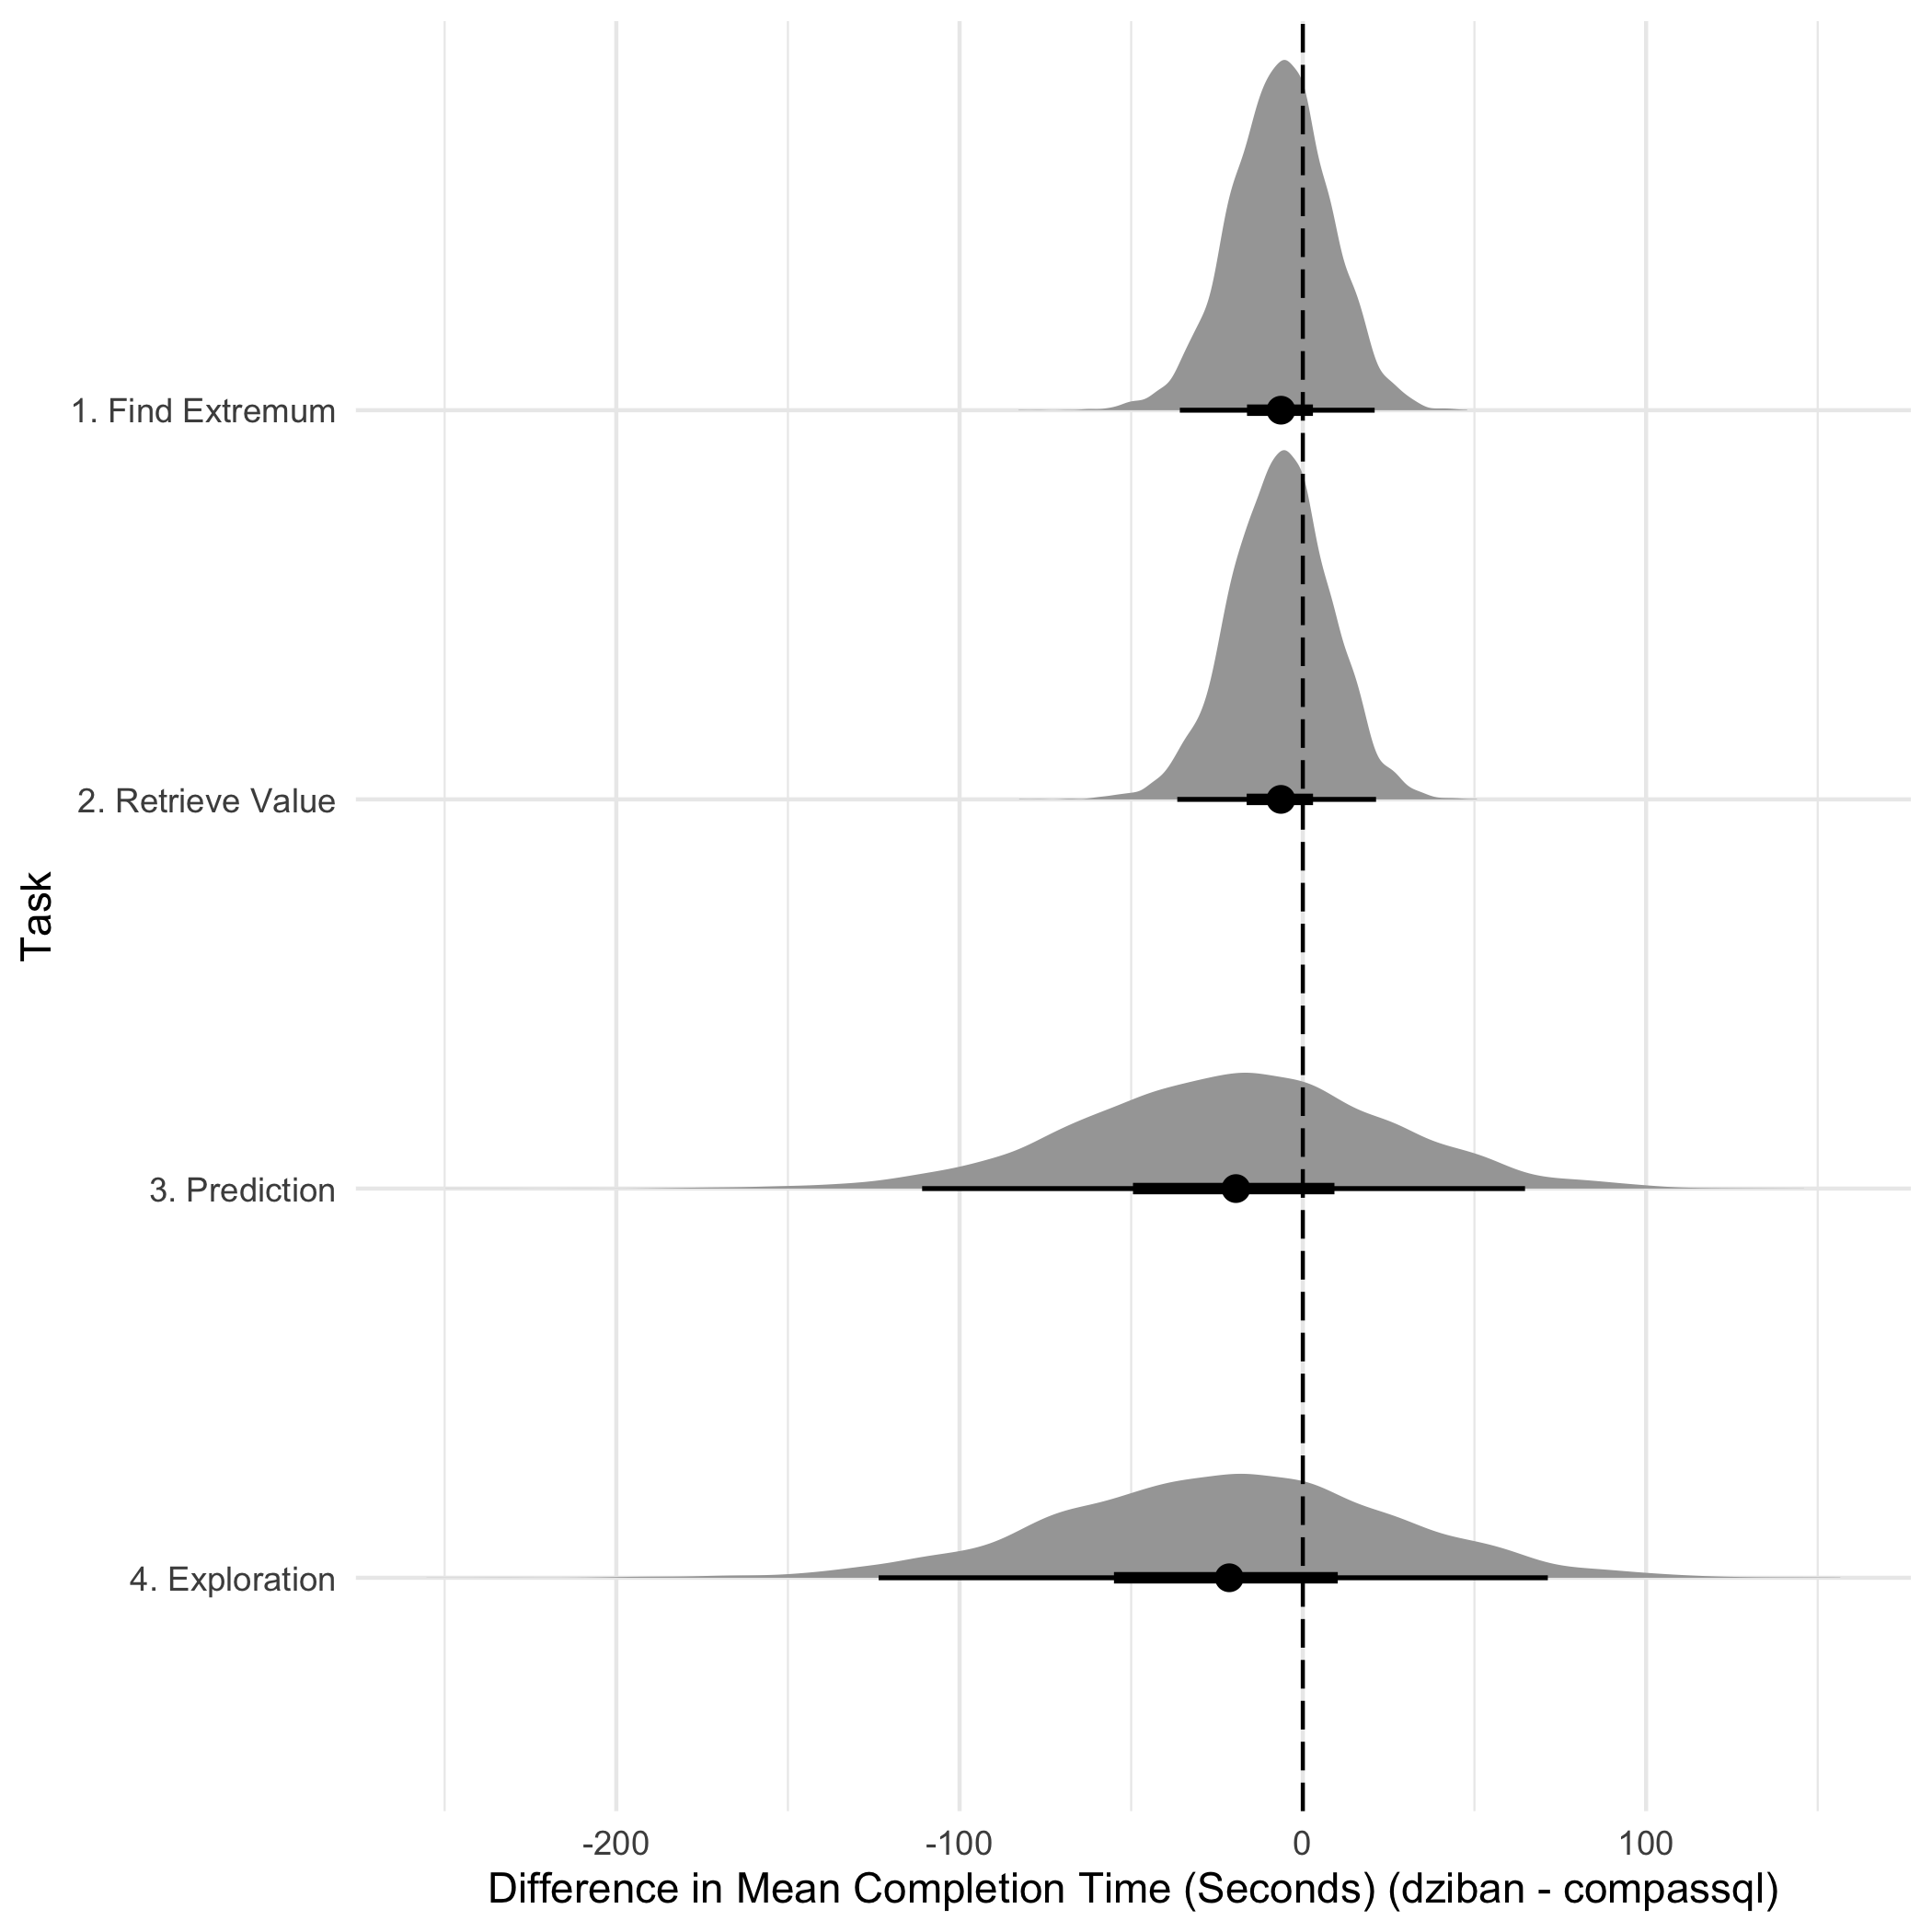 Task
1. Find Extremum
2. Retrieve Value
3. Prediction
4. Exploration
-200 -100 0 100
Difference in Mean Completion Time (Seconds) (dziban - compassql)